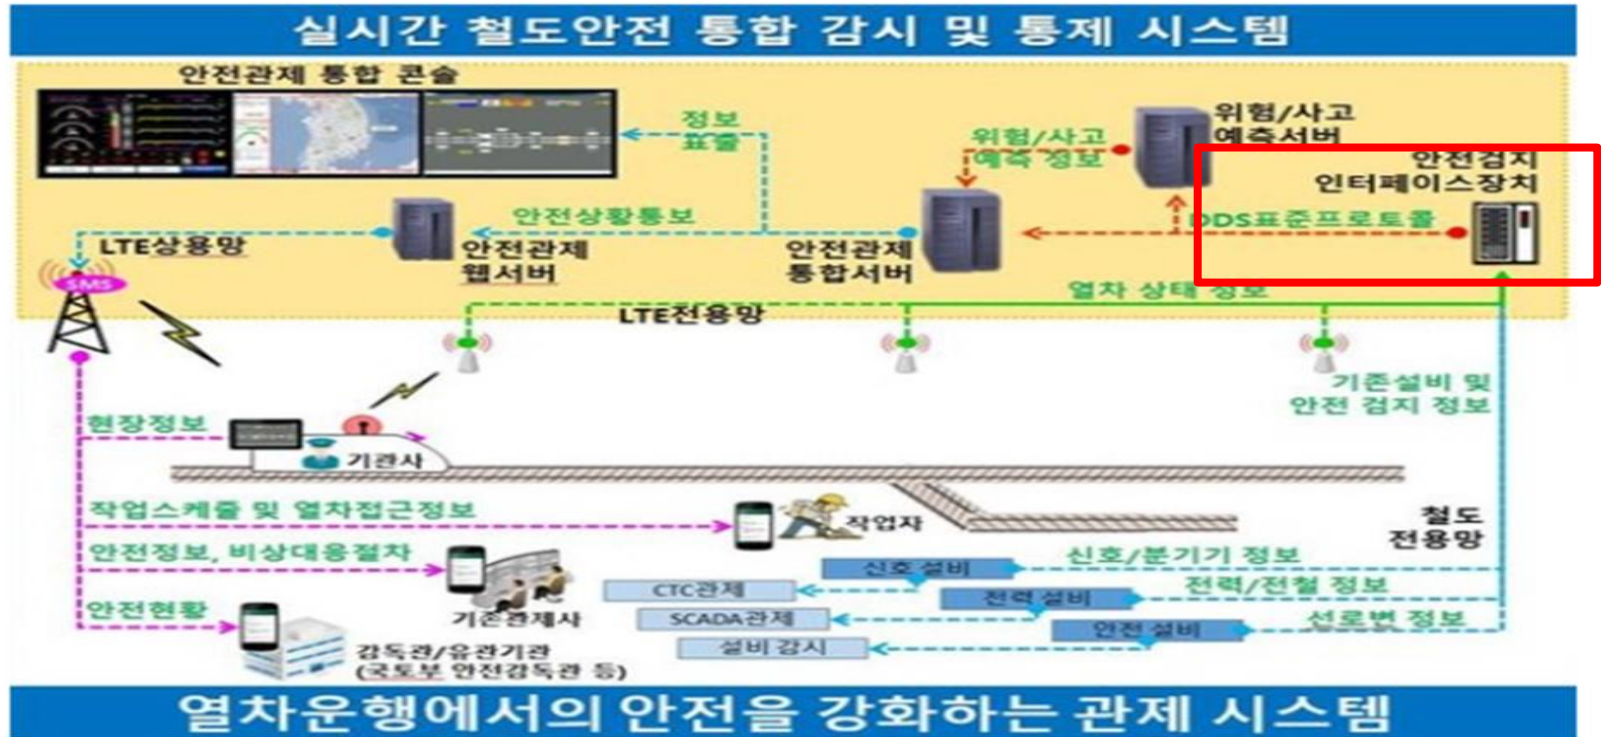 실시간 철도안전 통합 감시 및 통제 시스템
안전관제 통합 콘솔
정보
표출
위험/사고
예측 정보
위험/사고
예측서버
안전검지
인터페이스장치
DDS표준프로토콜
안전상황통보
LTE상용망
안전관제
웹서버
안전관제
통합서버
SMS
열차 상태 정보
LTE전용망
기존설비 및
안전 검지 정보
현장정보
기관사
작업스케줄 및 열차접근정보
작업자
철도
전용망
안전정보, 비상대응절차
기존관제사
신호 설비
신호/분기기 정보
CTC관제
전력 설비
전력/전철 정보
SCADA관제
안전 설비
선로변 정보
설비 감시
안전현황
감독관/유관기관
(국토부 안전감독관 등)
열차운행에서의 안전을 강화하는 관제 시스템